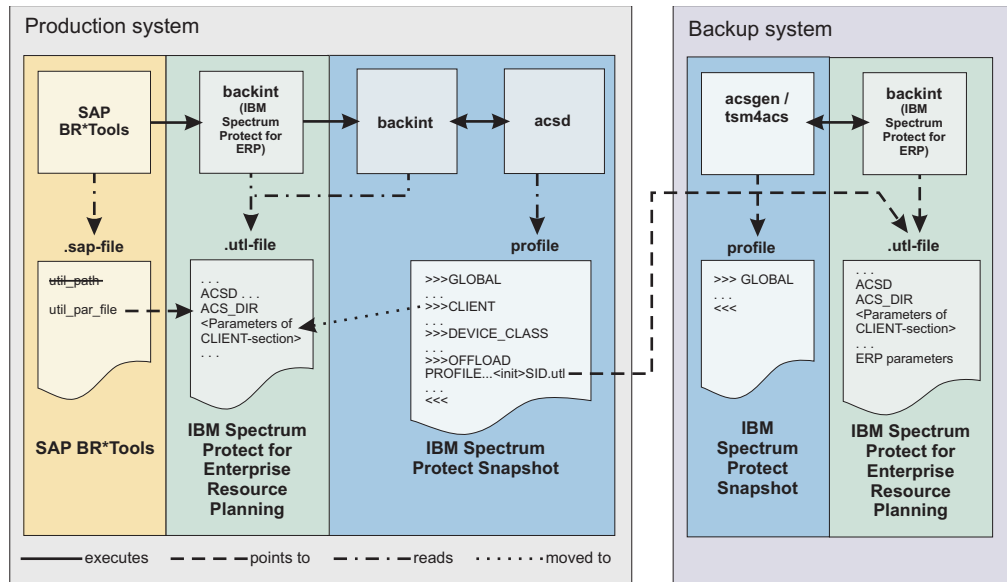 Production system
SAP
BR*Tools
backint
(IBM
Spectrum
Protect for
ERP)
backint
acsd
.sap-file
.utl-file
profile
util_path
util_par_file
. . .
ACSD . . .
ACS_DIR
<Parameters of
CLIENT-section>
. . .
>>>GLOBAL
. . .
>>>CLIENT
. . .
>>>DEVICE_CLASS
. . .
>>>OFFLOAD
PROFILE...<init>SID.utl
. . .
<<<
SAP BR*Tools
IBM Spectrum
Protect for
Enterprise
Resource
Planning
IBM Spectrum
Protect Snapshot
executes
points to
reads
moved to
Backup system
acsgen /
tsm4acs
backint
(IBM
Spectrum
Protect for
ERP)
profile
.utl-file
>>> GLOBAL
. . .
<<<
. . .
ACSD
ACS_DIR
<Parameters of
CLIENT-section>
. . .
ERP parameters
IBM
Spectrum
Protect
Snapshot
IBM Spectrum
Protect for
Enterprise
Resource
Planning